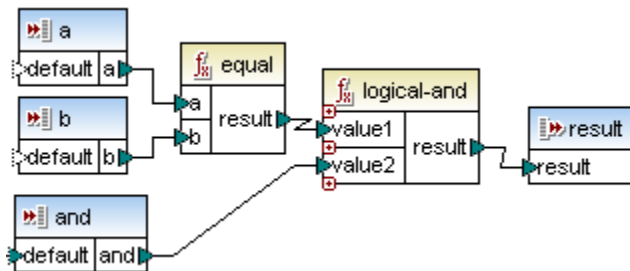 a
default a
b
default b
and
default and
equal
a
b
result
logical-and
value1
value2
result
result
result